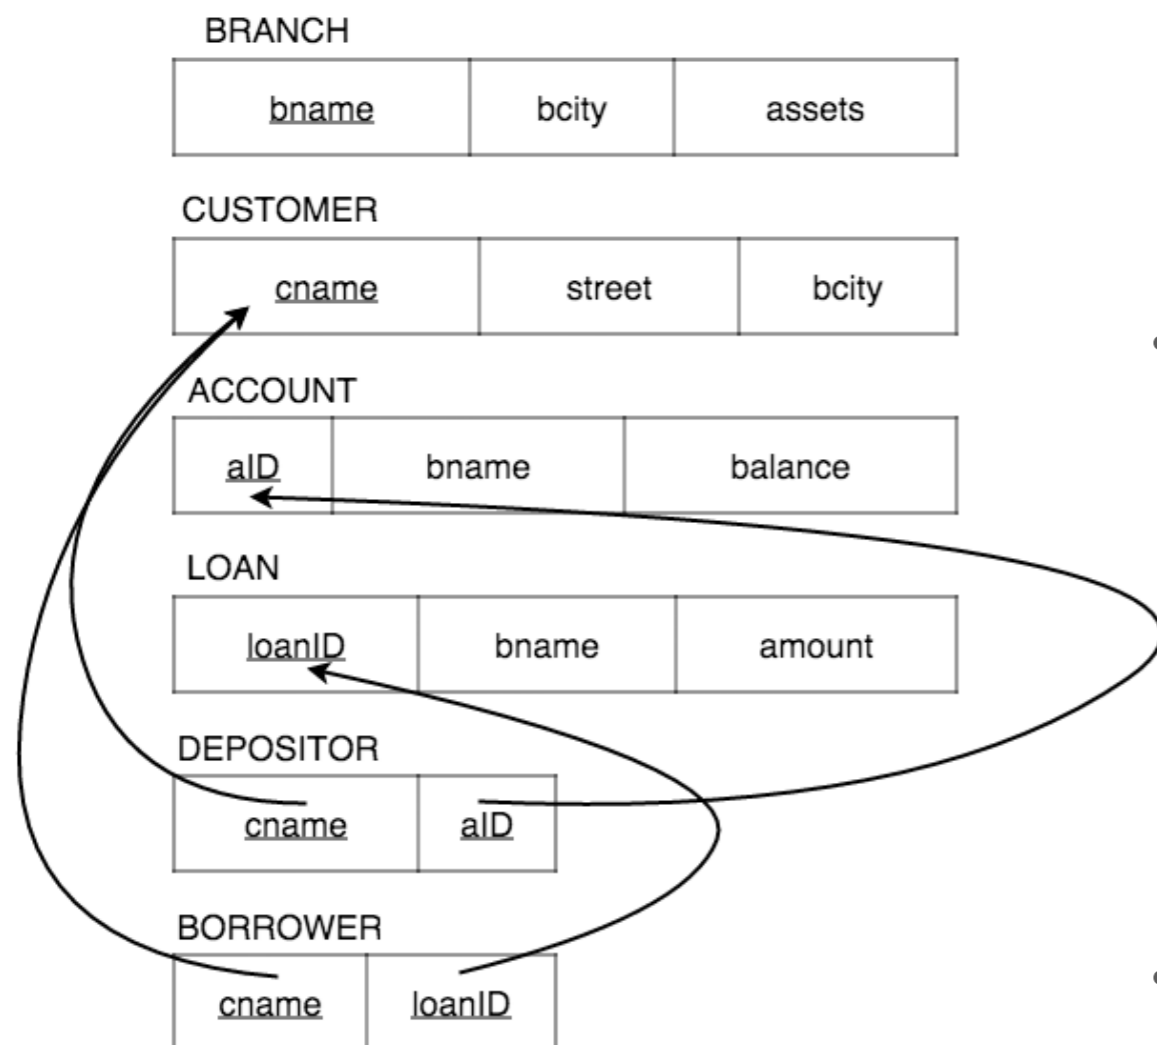 BRANCH
bname bcity assets
CUSTOMER
cname street bcity
ACCOUNT
aID bname balance
LOAN
loanID bname amount
DEPOSITOR
cname aID
BORROWER
cname loanID